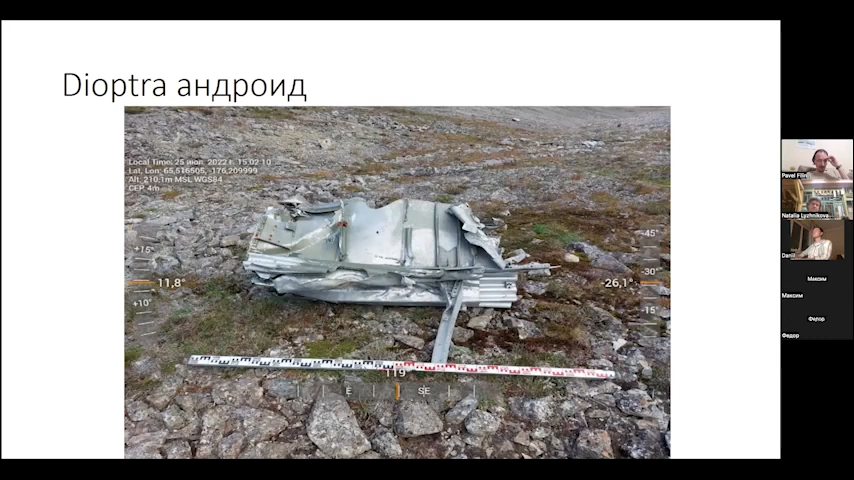 Dioptra андроид
Local Time: 25 июл. 2022 г. 15:02:10
Lat, Lon: 65,516505, -176,209999
Alt: 210,1m MSL WGS84
CEP: 4m
+15°
11,8°
+10°
-45°
-30°
-26,1°
-15°
119°
E
SE
Pavel Filin
Natalia Lyzhnikova
Daniil
Максим
Максим
Федор
Федор